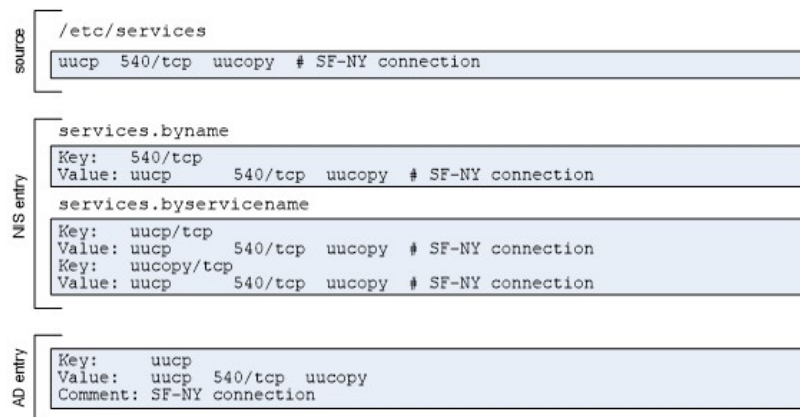 source
/etc/services
uucp 540/tcp uucopy # SF-NY connection
NIS entry
services.byname
Key: 540/tcp
Value: uucp 540/tcp uucopy # SF-NY connection
services.byservicename
Key: uucp/tcp
Value: uucp 540/tcp uucopy # SF-NY connection
Key: uucopy/tcp
Value: uucp 540/tcp uucopy # SF-NY connection
AD entry
Key: uucp
Value: uucp 540/tcp uucopy
Comment: SF-NY connection